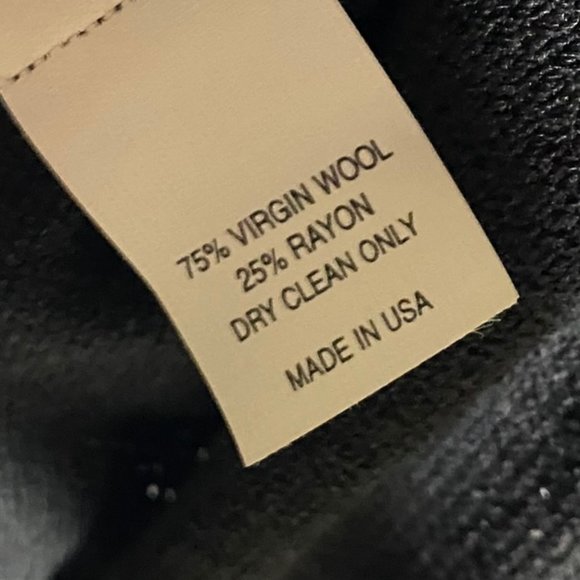 75% VIRGIN WOOL
25% RAYON
DRY CLEAN ONLY
MADE IN USA